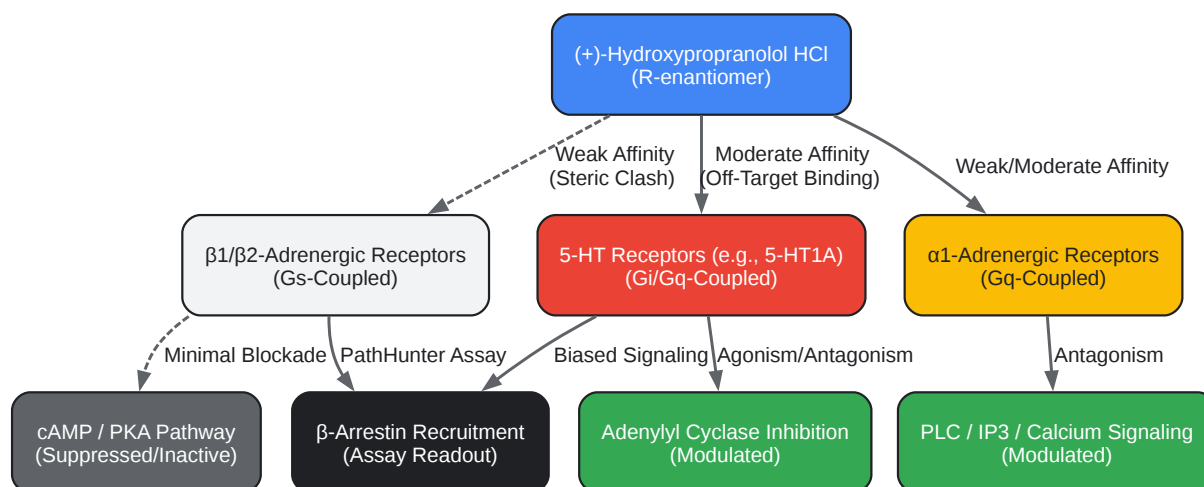 (+)-Hydroxypropranolol HCl
(R-enantiomer)
Weak Affinity
(Steric Clash)
Moderate Affinity
(Off-Target Binding)
Weak/Moderate Affinity
β1/β2-Adrenergic Receptors
(Gs-Coupled)
5-HT Receptors (e.g., 5-HT1A)
(Gi/Gq-Coupled)
α1-Adrenergic Receptors
(Gq-Coupled)
Minimal Blockade
PathHunter Assay
Biased Signaling
Agonism/Antagonism
Antagonism
cAMP / PKA Pathway
(Suppressed/Inactive)
β-Arrestin Recruitment
(Assay Readout)
Adenylyl Cyclase Inhibition
(Modulated)
PLC / IP3 / Calcium Signaling
(Modulated)